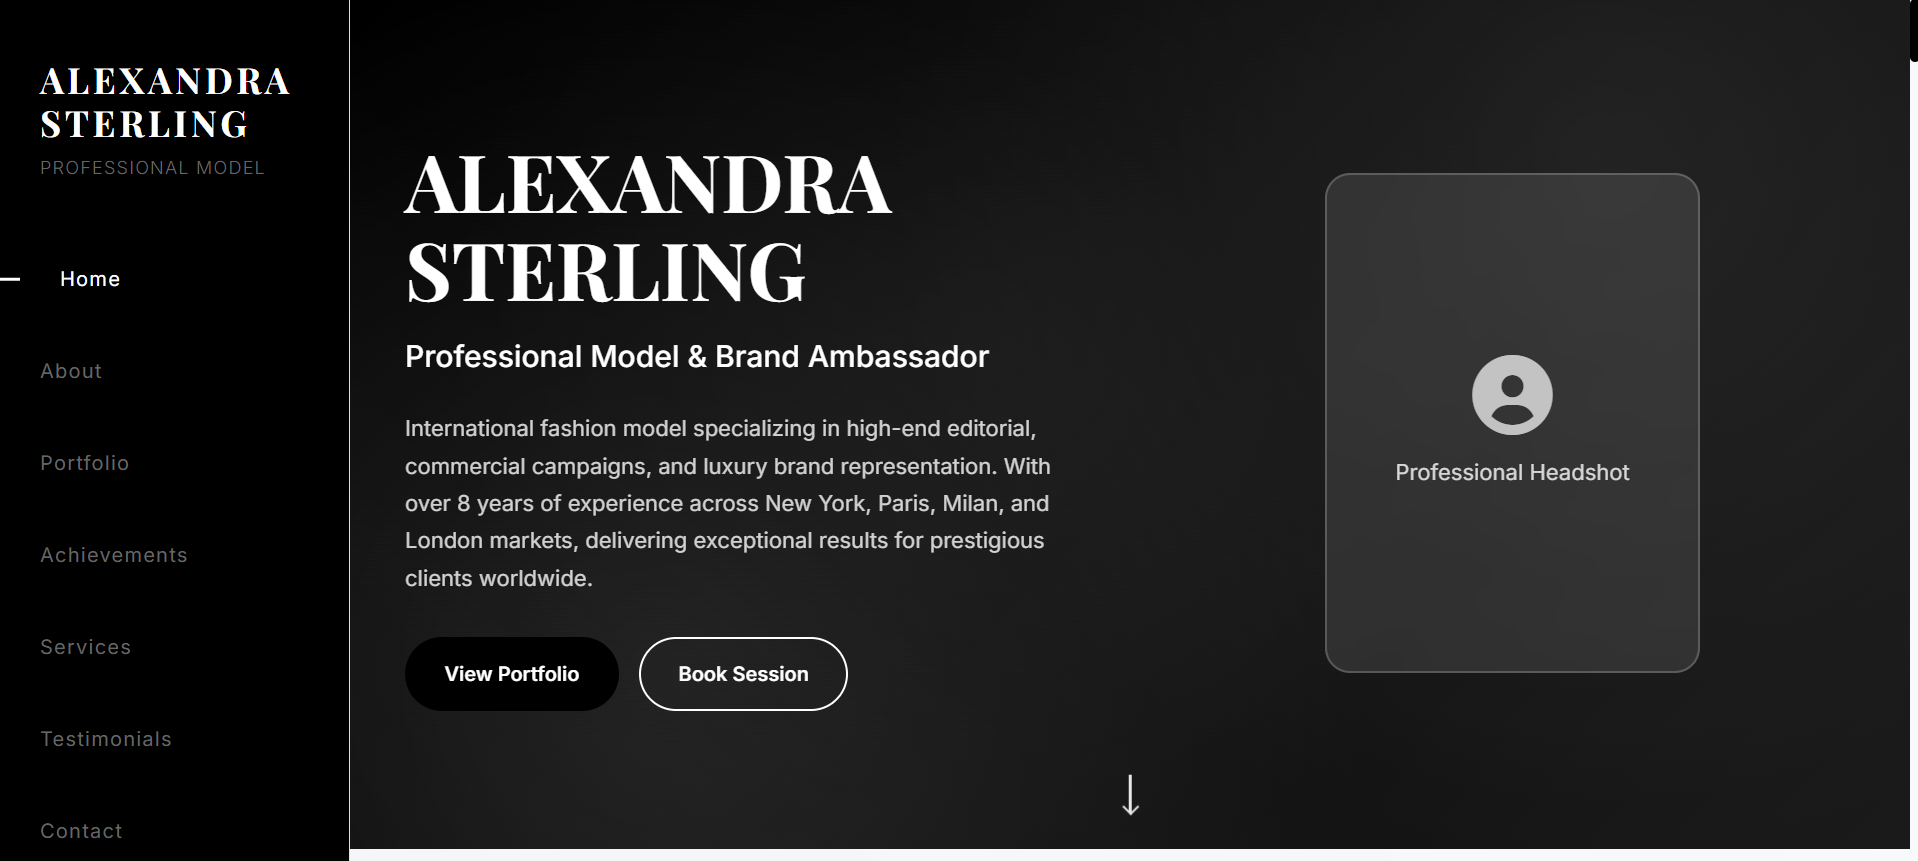 ALEXANDRA
STERLING
PROFESSIONAL MODEL
Home
About
Portfolio
Achievements
Services
Testimonials
Contact
ALEXANDRA
STERLING
Professional Model & Brand Ambassador
International fashion model specializing in high-end editorial,
commercial campaigns, and luxury brand representation. With
over 8 years of experience across New York, Paris, Milan, and
London markets, delivering exceptional results for prestigious
clients worldwide.
View Portfolio
Book Session
Professional Headshot